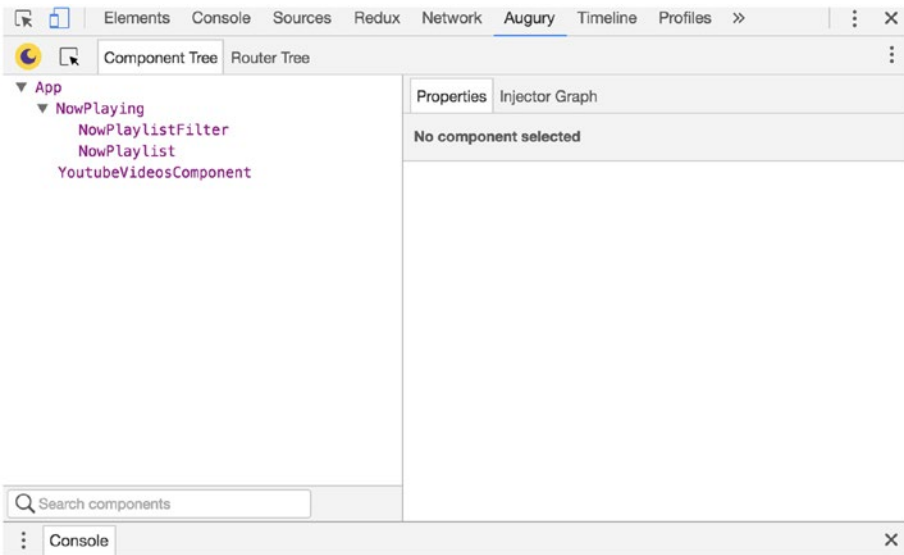 Elements Console Sources Redux Network Augury Timeline Profiles »
Component Tree Router Tree
App
NowPlaying
NowPlaylistFilter
NowPlaylist
YoutubeVideosComponent
Properties Injector Graph
No component selected
Search components
Console